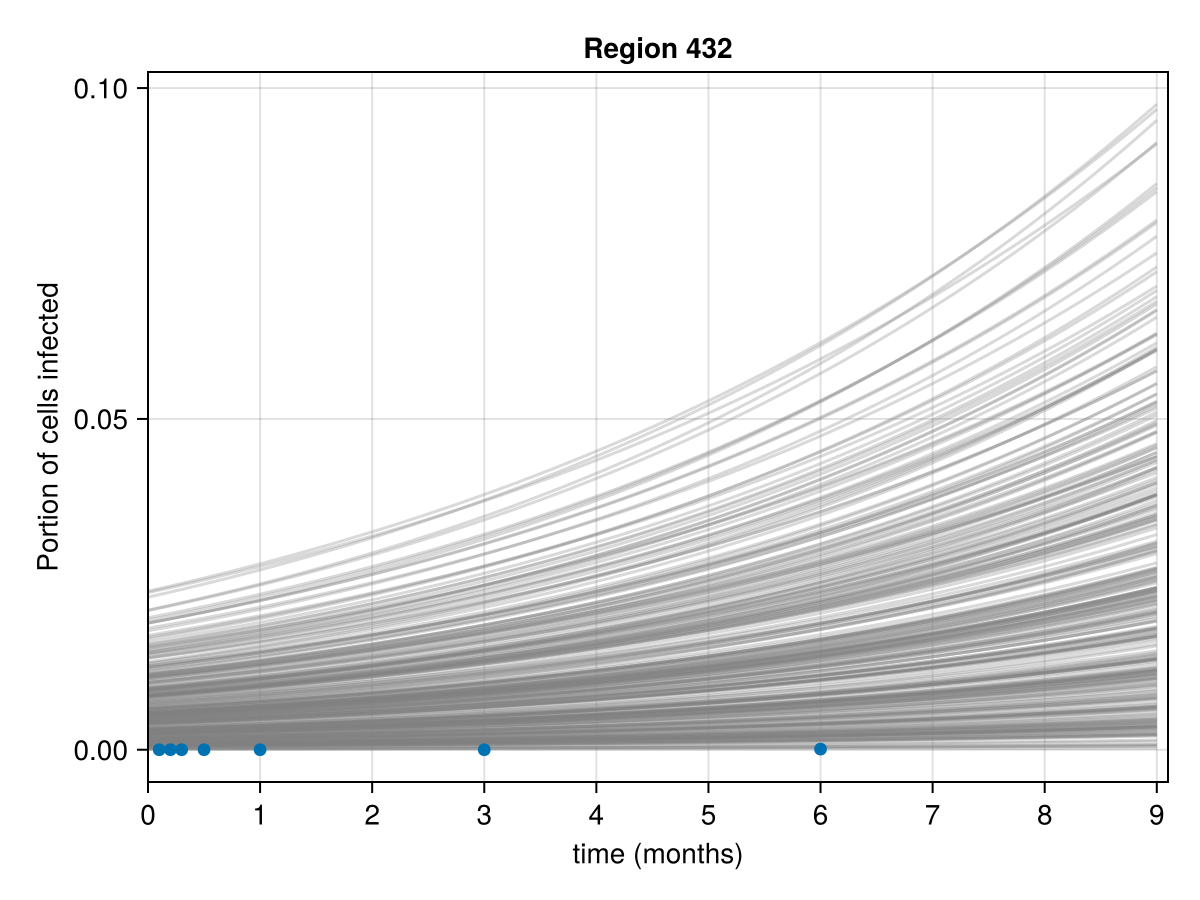 Region 432
0.10
0.05
0.00
Portion of cells infected
0 1 2 3 4 5 6 7 8 9
time (months)